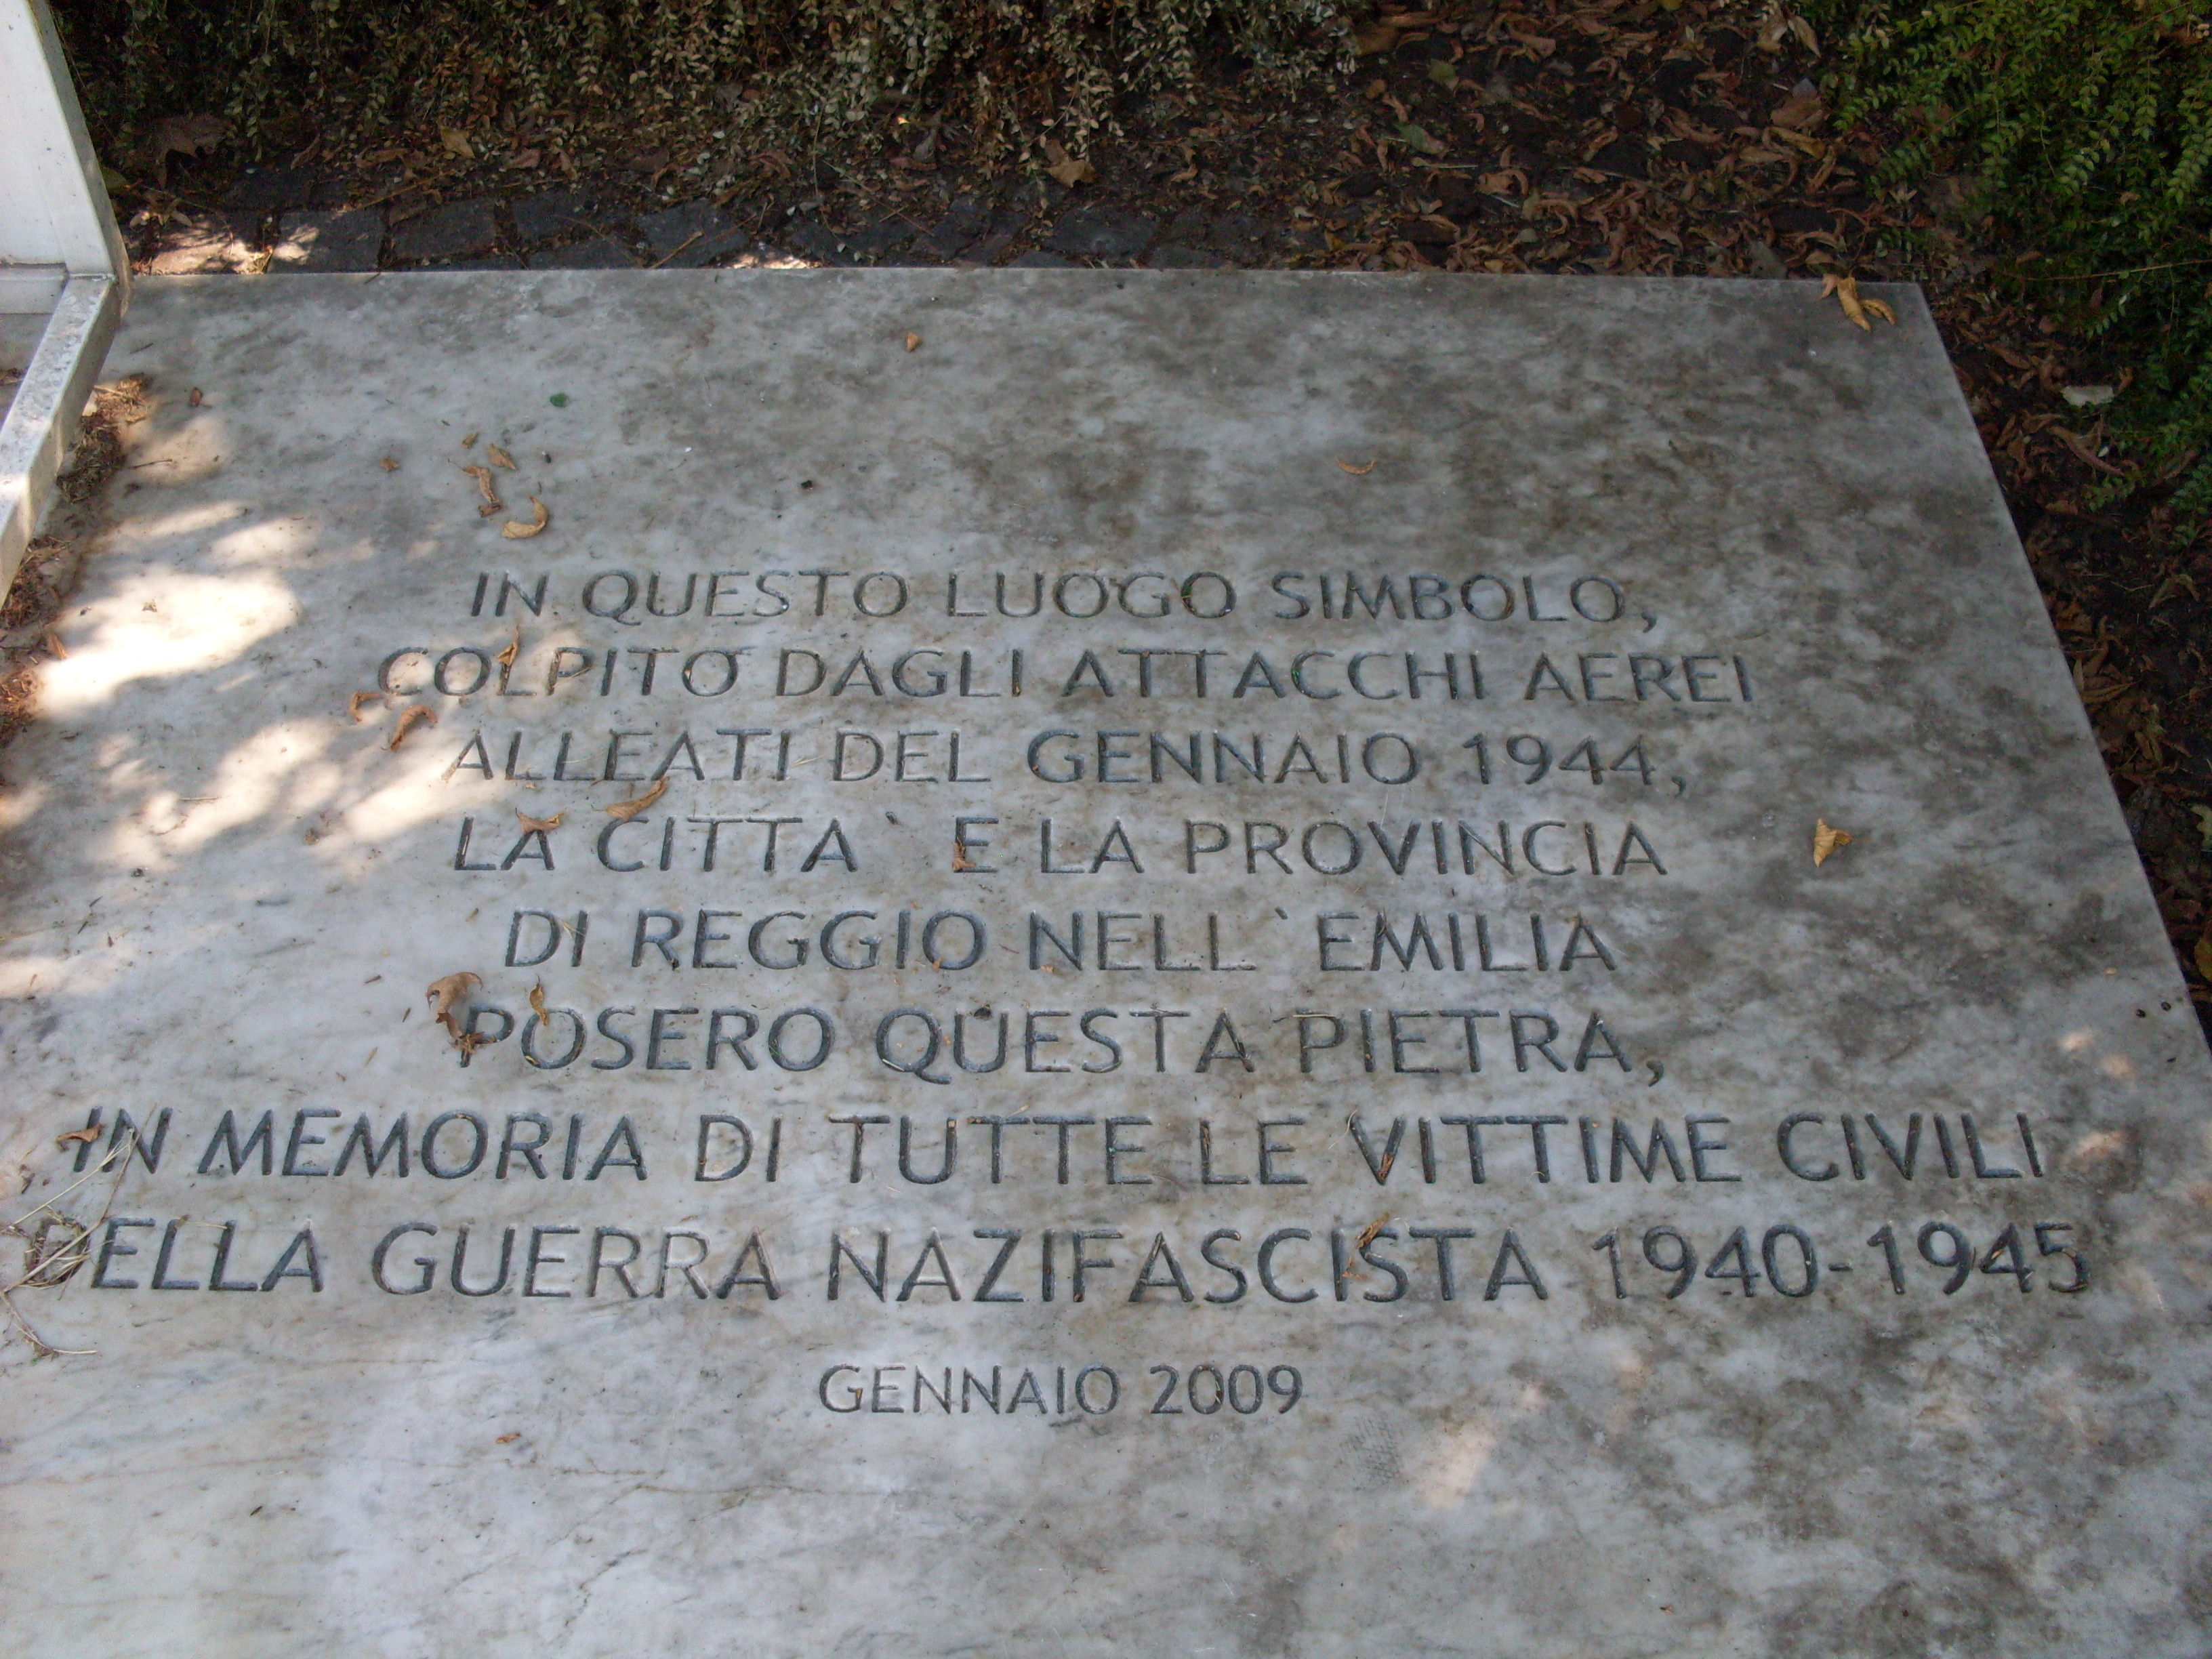 IN QUESTO LUOGO SIMBOLO,
COLPITO DAGLI ATTACCHI AEREI
ALLEATI DEL GENNAIO 1944,
LA CITTA` E LA PROVINCIA
DI REGGIO NELL`EMILIA
POSERO QUESTA PIETRA,
IN MEMORIA DI TUTTE LE VITTIME CIVILI
DELLA GUERRA NAZIFASCISTA 1940-1945
GENNAIO 2009